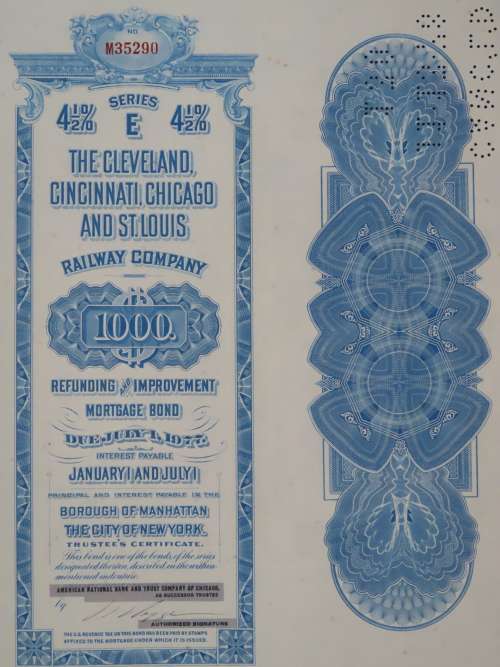 NO.
M35290
SERIES
4½% E 4½%
THE CLEVELAND,
CINCINNATI, CHICAGO
AND ST. LOUIS
RAILWAY COMPANY
$1000.
REFUNDING AND IMPROVEMENT
MORTGAGE BOND
DUE JULY 1, 1977.
INTEREST PAYABLE
JANUARY 1 AND JULY 1
PRINCIPAL AND INTEREST PAYABLE IN THE
BOROUGH OF MANHATTAN
THE CITY OF NEW YORK.
TRUSTEE'S CERTIFICATE.
This bond is one of the bonds of the series
designated therein, described in the within-
mentioned indenture.
AMERICAN NATIONAL BANK AND TRUST COMPANY OF CHICAGO,
AS SUCCESSOR TRUSTEE
by
AUTHORIZED SIGNATURE
THE U.S. REVENUE TAX ON THIS BOND HAS BEEN PAID BY STAMPS
AFFIXED TO THE MORTGAGE UNDER WHICH IT IS ISSUED.